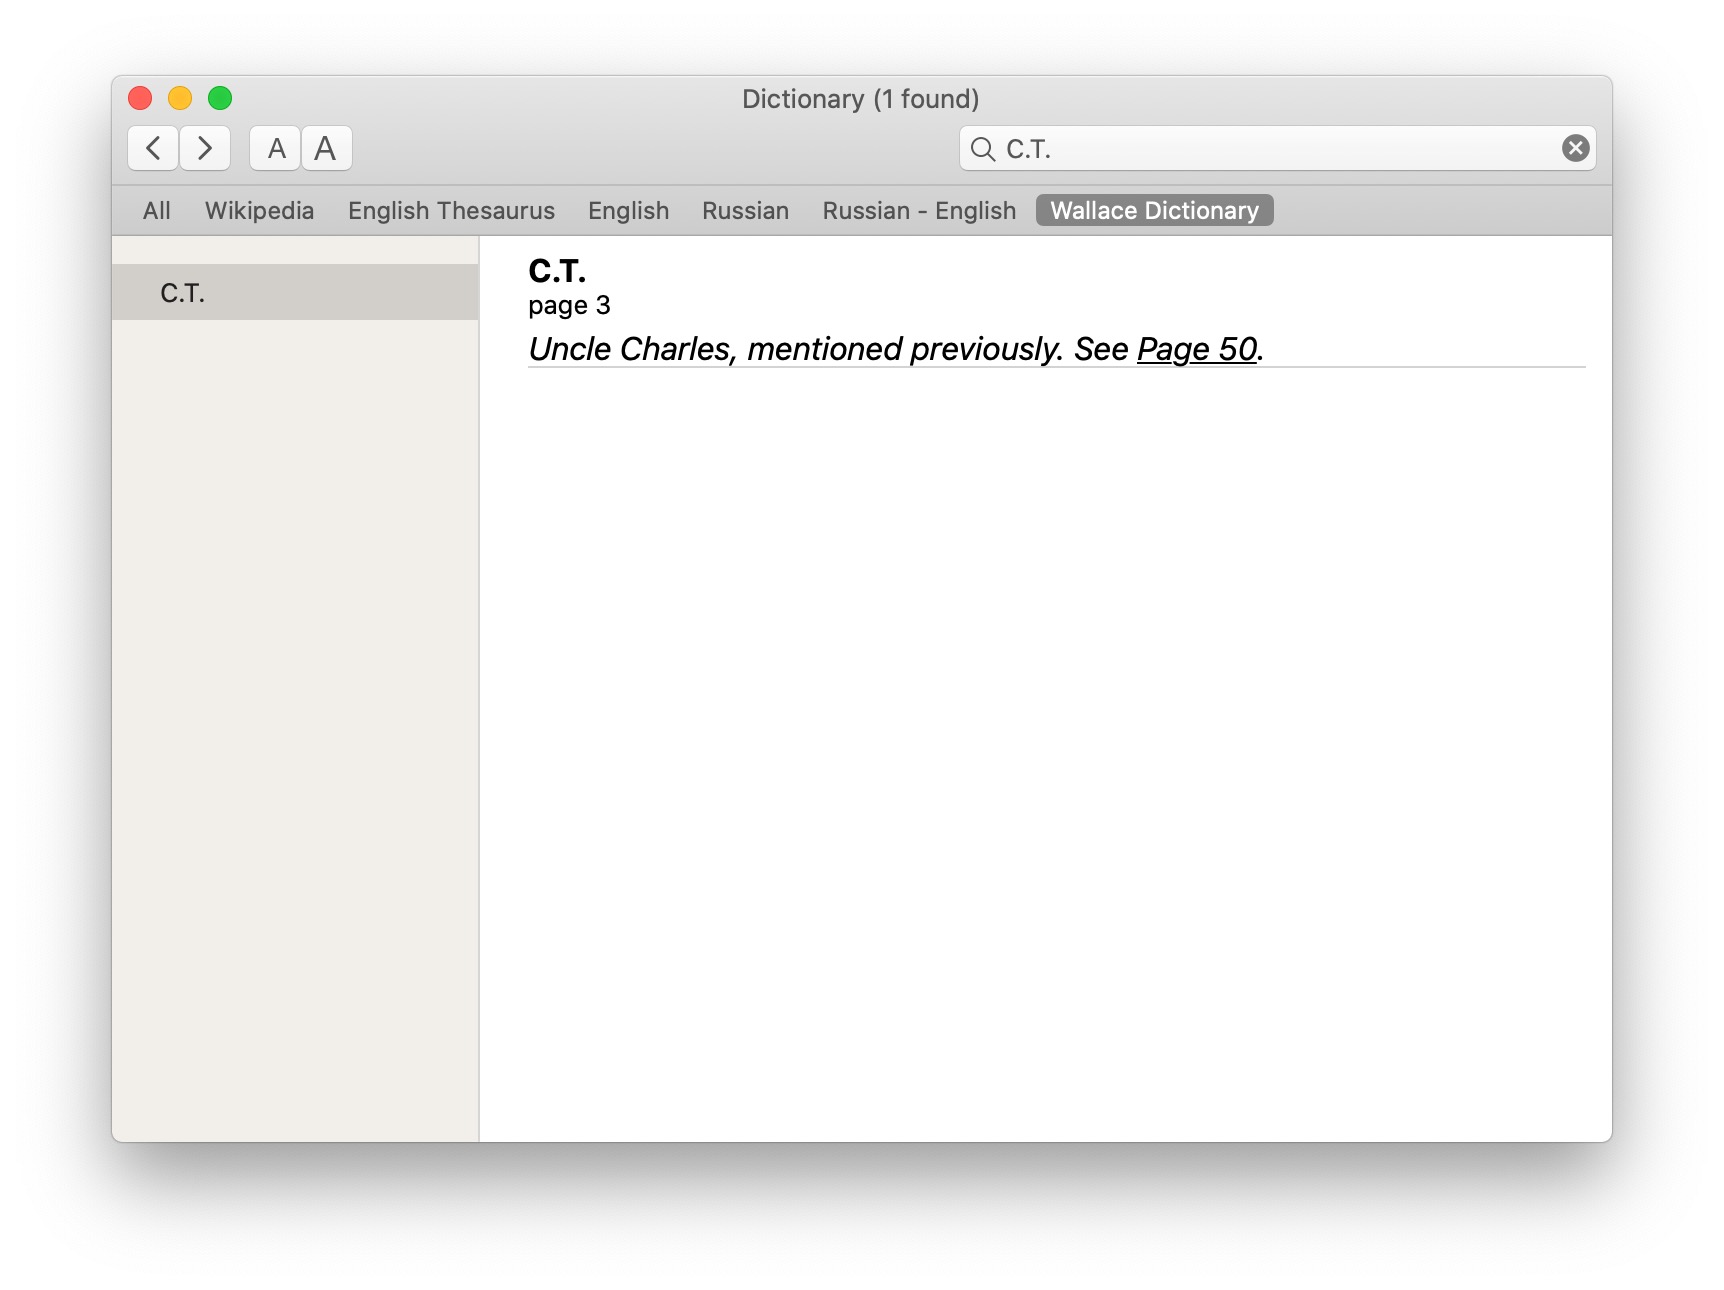 Dictionary (1 found)
A A
C.T.
All Wikipedia English Thesaurus English Russian Russian - English Wallace Dictionary
C.T.
C.T.
page 3
Uncle Charles, mentioned previously. See Page 50.